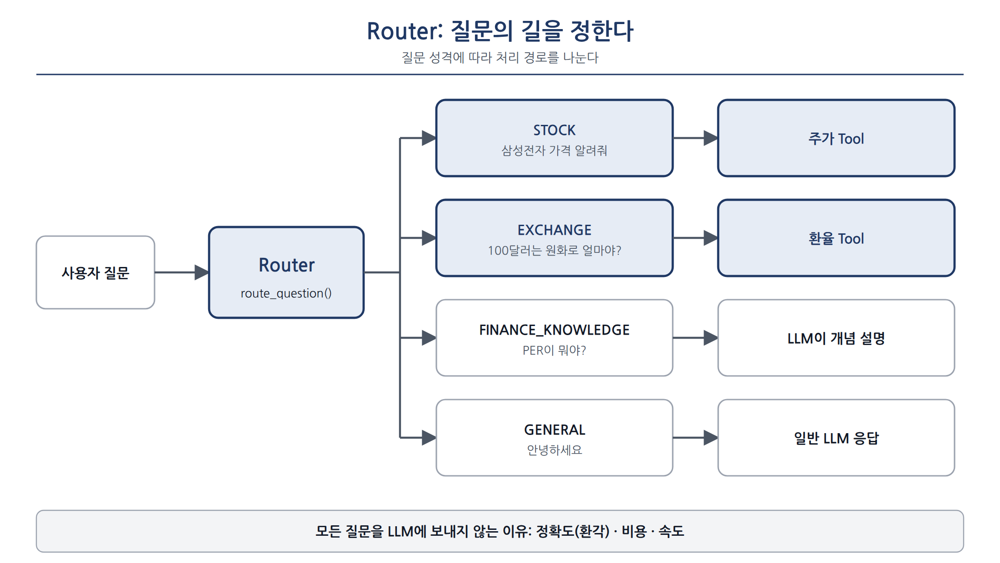 Router: 질문의 길을 정한다
질문 성격에 따라 처리 경로를 나눈다
사용자 질문
Router
route_question()
STOCK
삼성전자 가격 알려줘
주가 Tool
EXCHANGE
100달러는 원화로 얼마야?
환율 Tool
FINANCE_KNOWLEDGE
PER이 뭐야?
LLM이 개념 설명
GENERAL
안녕하세요
일반 LLM 응답
모든 질문을 LLM에 보내지 않는 이유: 정확도(환각) · 비용 · 속도